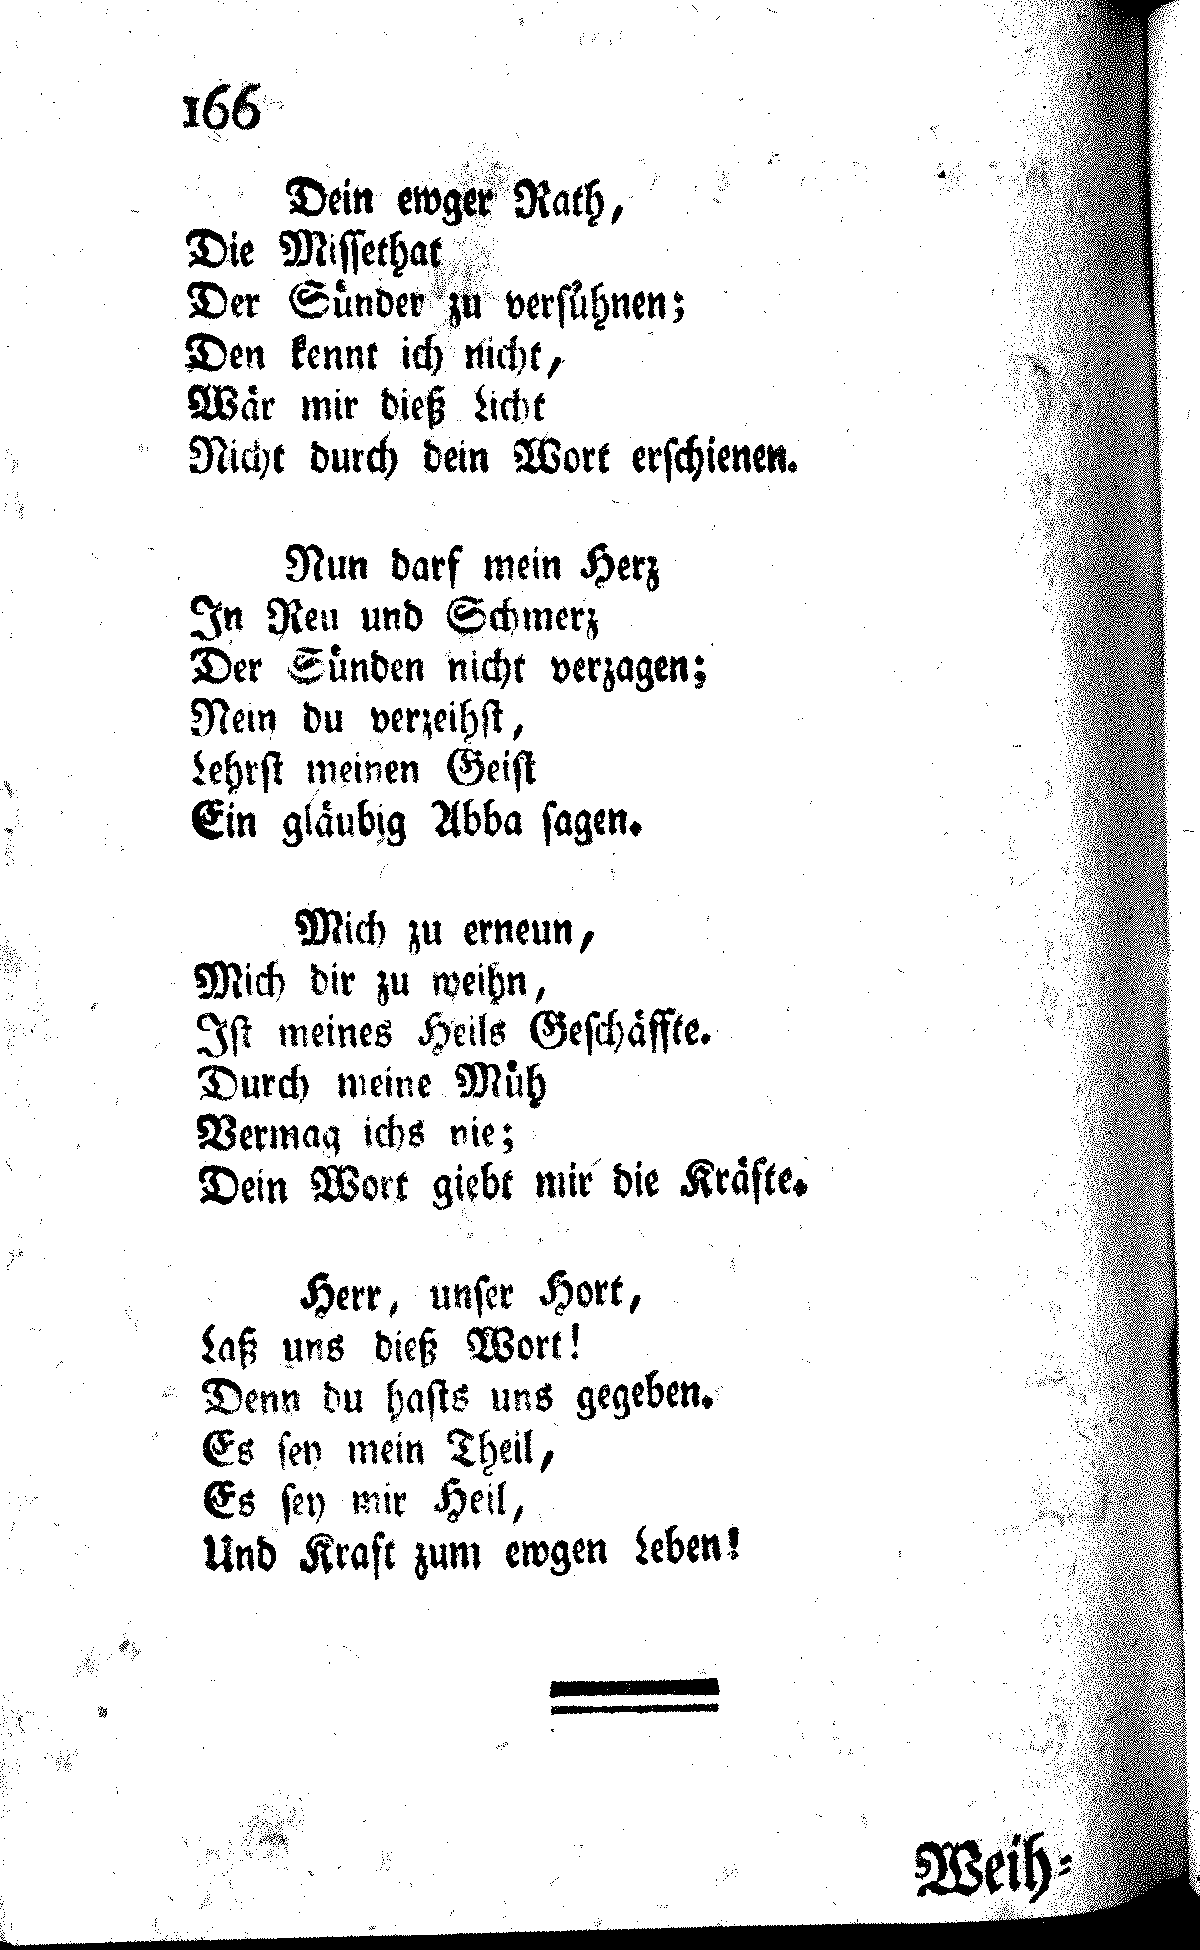 166
Dein ewger Rath,
Die Missethat
Der Sünder zu versühnen;
Den kennt ich nicht,
Wär mir dieß Licht
Nicht durch dein Wort erschienen.
Nun darf mein Herz
In Reu und Schmerz
Der Sünden nicht verzagen;
Nein du verzeihst,
Lehrst meinen Geist
Ein gläubig Abba sagen.
Mich zu erneun,
Mich dir zu weihn,
Ist meines Heils Geschäffte.
Durch meine Müh
Vermag ichs nie;
Dein Wort giebt mir die Kräfte.
Herr, unser Hort,
Laß uns dieß Wort!
Denn du hasts uns gegeben.
Es sey mein Theil,
Es sey mir Heil,
Und Kraft zum ewgen Leben!
Weih-